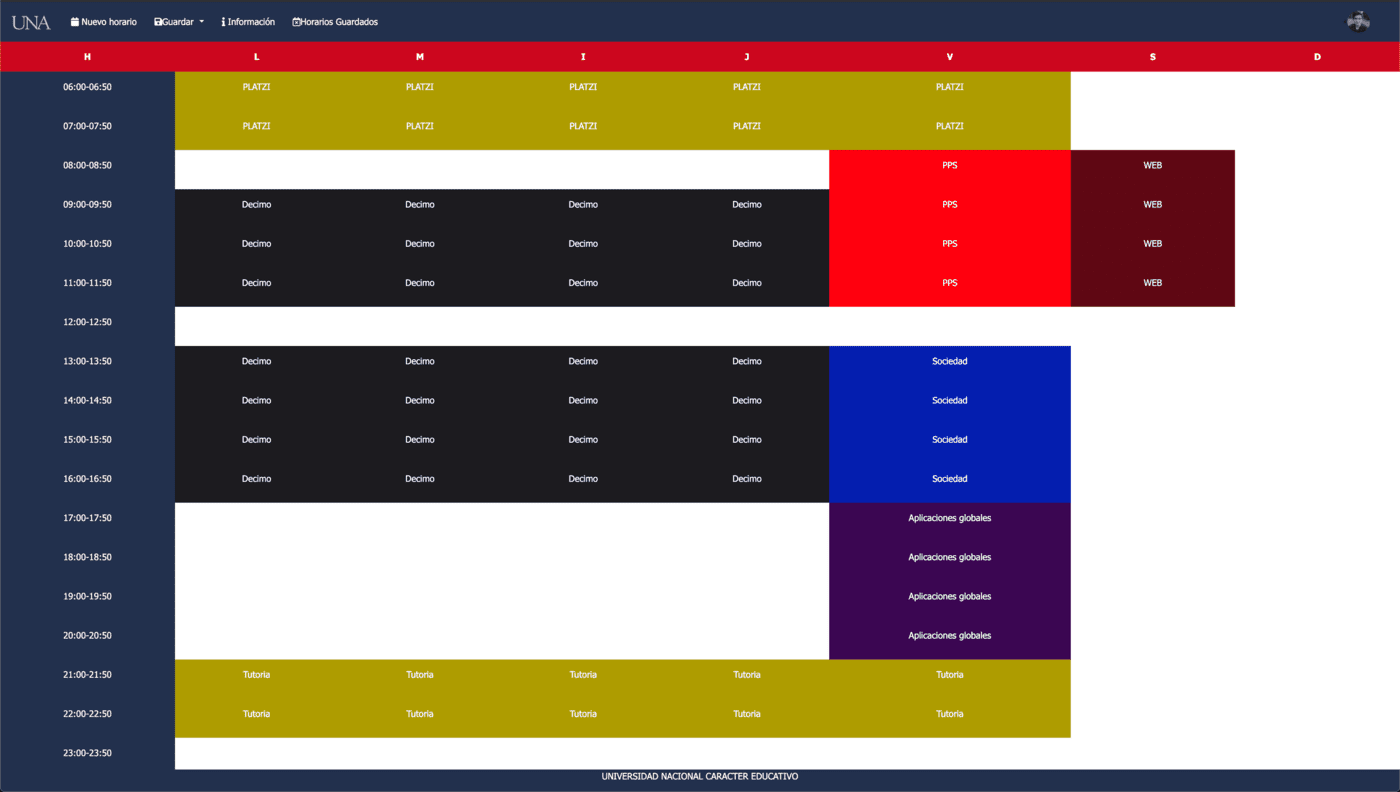 UNA Nuevo horario Guardar Información Horarios Guardados
H L M I J V S D
06:00-06:50 PLATZI PLATZI PLATZI PLATZI PLATZI
07:00-07:50 PLATZI PLATZI PLATZI PLATZI PLATZI
08:00-08:50 PPS WEB
09:00-09:50 Decimo Decimo Decimo Decimo PPS WEB
10:00-10:50 Decimo Decimo Decimo Decimo PPS WEB
11:00-11:50 Decimo Decimo Decimo Decimo PPS WEB
12:00-12:50
13:00-13:50 Decimo Decimo Decimo Decimo Sociedad
14:00-14:50 Decimo Decimo Decimo Decimo Sociedad
15:00-15:50 Decimo Decimo Decimo Decimo Sociedad
16:00-16:50 Decimo Decimo Decimo Decimo Sociedad
17:00-17:50 Aplicaciones globales
18:00-18:50 Aplicaciones globales
19:00-19:50 Aplicaciones globales
20:00-20:50 Aplicaciones globales
21:00-21:50 Tutoria Tutoria Tutoria Tutoria Tutoria
22:00-22:50 Tutoria Tutoria Tutoria Tutoria Tutoria
23:00-23:50
UNIVERSIDAD NACIONAL CARACTER EDUCATIVO